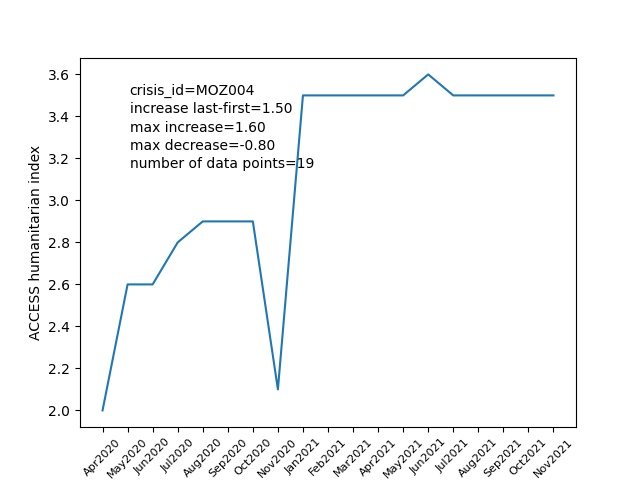 crisis_id=MOZ004
increase last-first=1.50
max increase=1.60
max decrease=-0.80
number of data points=19
ACCESS humanitarian index
3.6
3.4
3.2
3.0
2.8
2.6
2.4
2.2
2.0
Apr2020
May2020
Jun2020
Jul2020
Aug2020
Sep2020
Oct2020
Nov2020
Jan2021
Feb2021
Mar2021
Apr2021
May2021
Jun2021
Jul2021
Aug2021
Sep2021
Oct2021
Nov2021